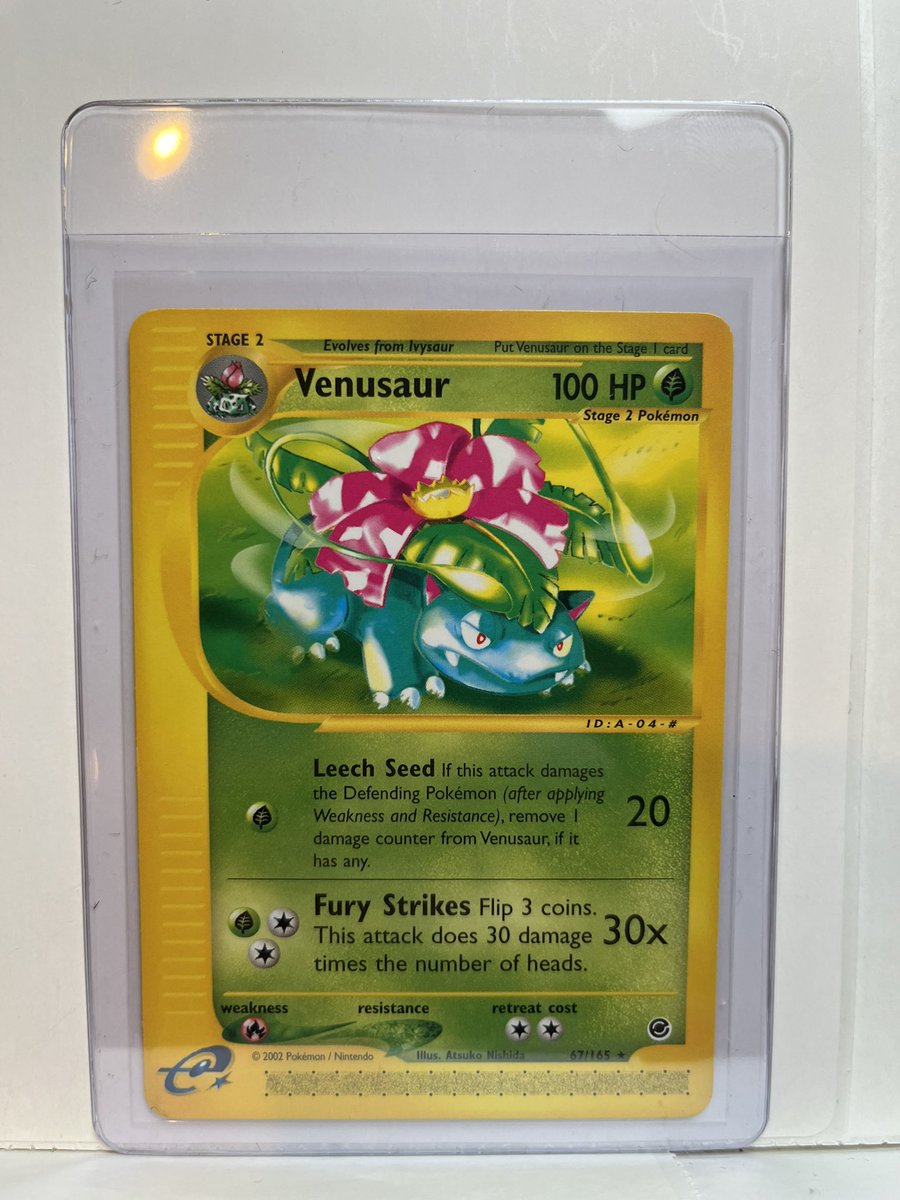 STAGE 2
Evolves from Ivysaur Put Venusaur on the Stage 1 card
Venusaur 100 HP
Stage 2 Pokémon
ID:A-04-#
Leech Seed If this attack damages
the Defending Pokémon (after applying
Weakness and Resistance), remove 1
damage counter from Venusaur, if it
has any.
20
Fury Strikes Flip 3 coins.
This attack does 30 damage
times the number of heads.
30x
weakness resistance retreat cost
© 2002 Pokémon / Nintendo Illus. Atsuko Nishida 67/165 ★
e